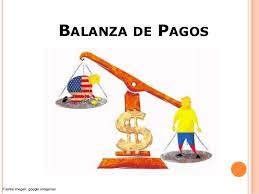 BALANZA DE PAGOS
$
Fuente imagen: google imágenes